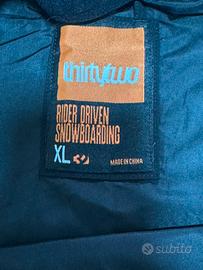 thirtytwo
RIDER DRIVEN
SNOWBOARDING
XL
MADE IN CHINA
subito